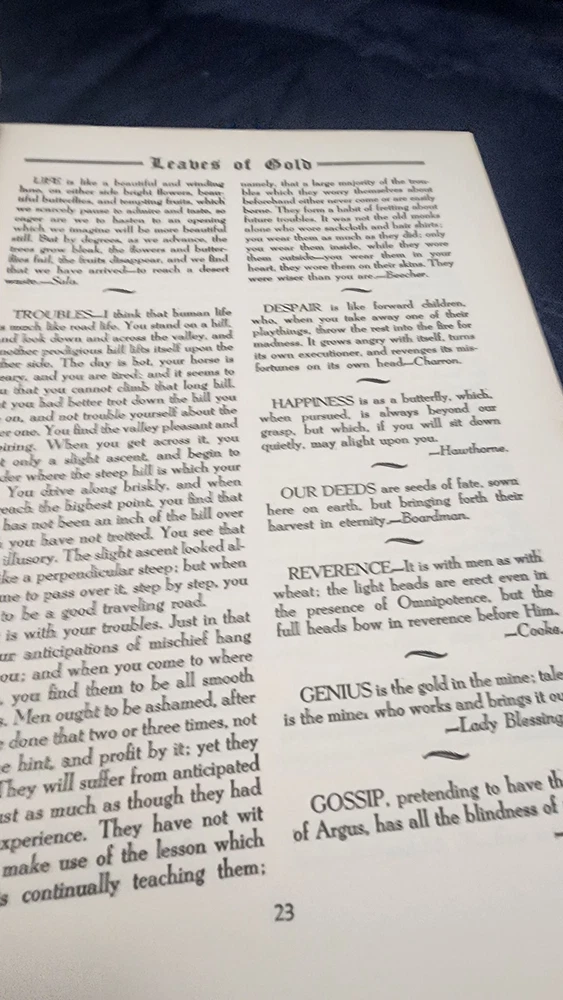 Leaves of Gold
LIFE is like a beautiful and winding
lane, on either side bright flowers, beau-
tiful butterflies, and tempting fruits, which
we scarcely pause to admire and taste, so
eager are we to hasten to an opening
which we imagine will be more beautiful
still. But by degrees, as we advance, the
trees grow bleak, the flowers and butter-
flies fail, the fruits disappear, and we find
that we have arrived—to reach a desert
waste.—Sala.
TROUBLES—I think that human life
much like road life. You stand on a hill,
and look down and across the valley, and
another prodigious hill lifts itself upon the
side. The day is hot, your horse is
and you are tired; and it seems to
that you cannot climb that long hill.
you had better trot down the hill you
on, and not trouble yourself about the
one. You find the valley pleasant and
When you get across it, you
only a slight ascent, and begin to
where the steep hill is which your
You drive along briskly, and when
reach the highest point, you find that
has not been an inch of the hill over
you have not trotted. You see that
illusory. The slight ascent looked al-
like a perpendicular steep; but when
to pass over it, step by step, you
to be a good traveling road.
is with your troubles. Just in that
anticipations of mischief hang
and when you come to where
you find them to be all smooth
Men ought to be ashamed, after
done that two or three times, not
hint, and profit by it; yet they
They will suffer from anticipated
as much as though they had
They have not wit
make use of the lesson which
continually teaching them;
namely, that a large majority of the trou-
bles which they worry themselves about
beforehand either never come or are easily
borne. They form a habit of fretting about
future troubles. It was not the old monks
alone who wore sackcloth and hair shirts;
you wear them as much as they did; only
you wear them inside, while they wore
them outside—you wear them in your
heart, they wore them on their skins. They
were wiser than you are.—Beecher.
DESPAIR is like forward children,
who, when you take away one of their
playthings, throw the rest into the fire for
madness. It grows angry with itself, turns
its own executioner, and revenges its mis-
fortunes on its own head—Charron.
HAPPINESS is as a butterfly, which,
when pursued, is always beyond our
grasp, but which, if you will sit down
quietly, may alight upon you.
—Hawthorne.
OUR DEEDS are seeds of fate, sown
here on earth, but bringing forth their
harvest in eternity.—Boardman.
REVERENCE—It is with men as with
wheat; the light heads are erect even in
the presence of Omnipotence, but the
full heads bow in reverence before Him.
—Cooke.
GENIUS is the gold in the mine; tale
is the mine, who works and brings it ou
—Lady Blessing
GOSSIP, pretending to have th
of Argus, has all the blindness of
23